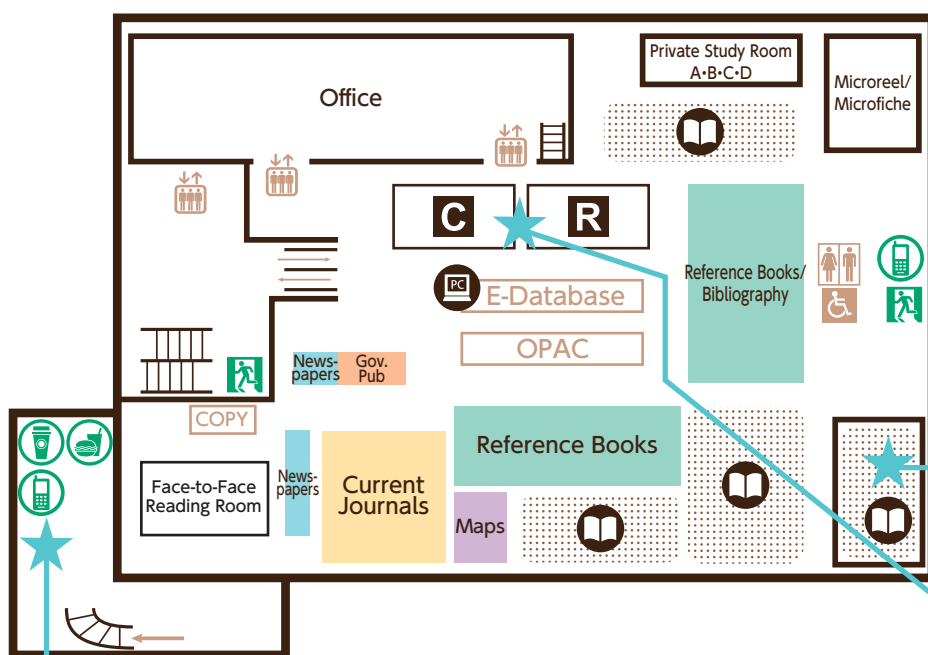 Office
Private Study Room
A•B•C•D
Microreel/
Microfiche
C
R
Reference Books/
Bibliography
PC
E-Database
OPAC
News-
papers
Gov.
Pub
COPY
Face-to-Face
Reading Room
News-
papers
Current
Journals
Reference Books
Maps